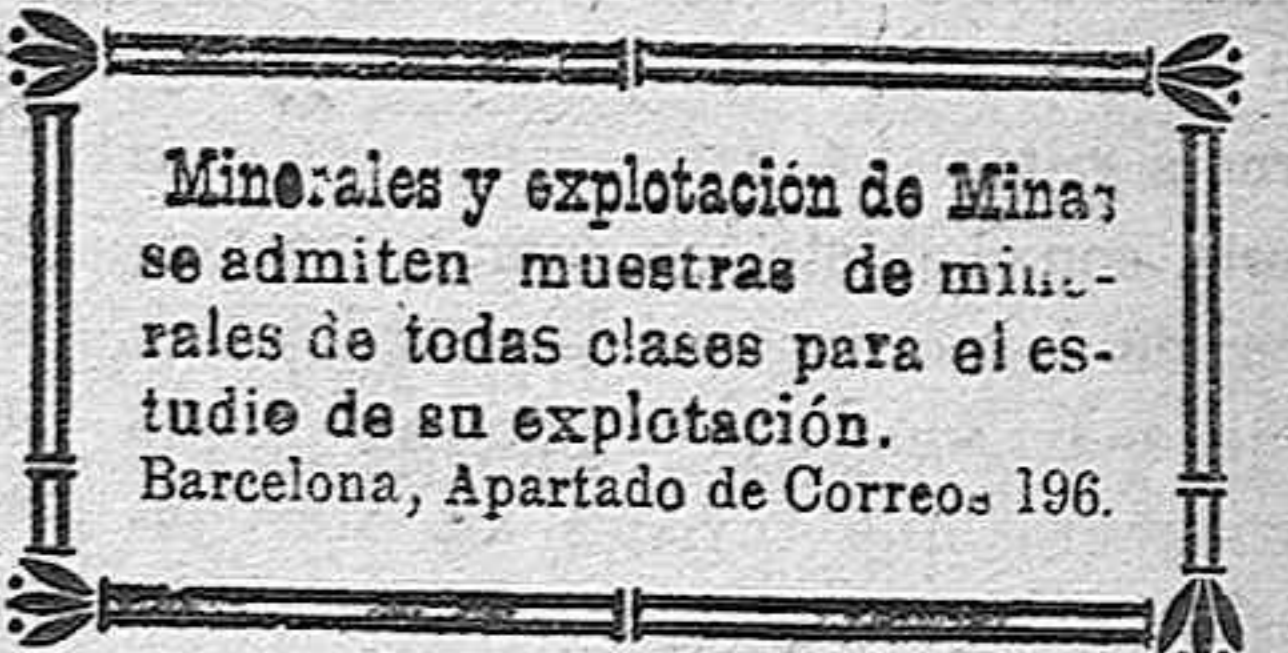 Minerales y explotación de Minas
se admiten muestras de mine-
rales de todas clases para el es-
tudio de su explotación.
Barcelona, Apartado de Correos 196.